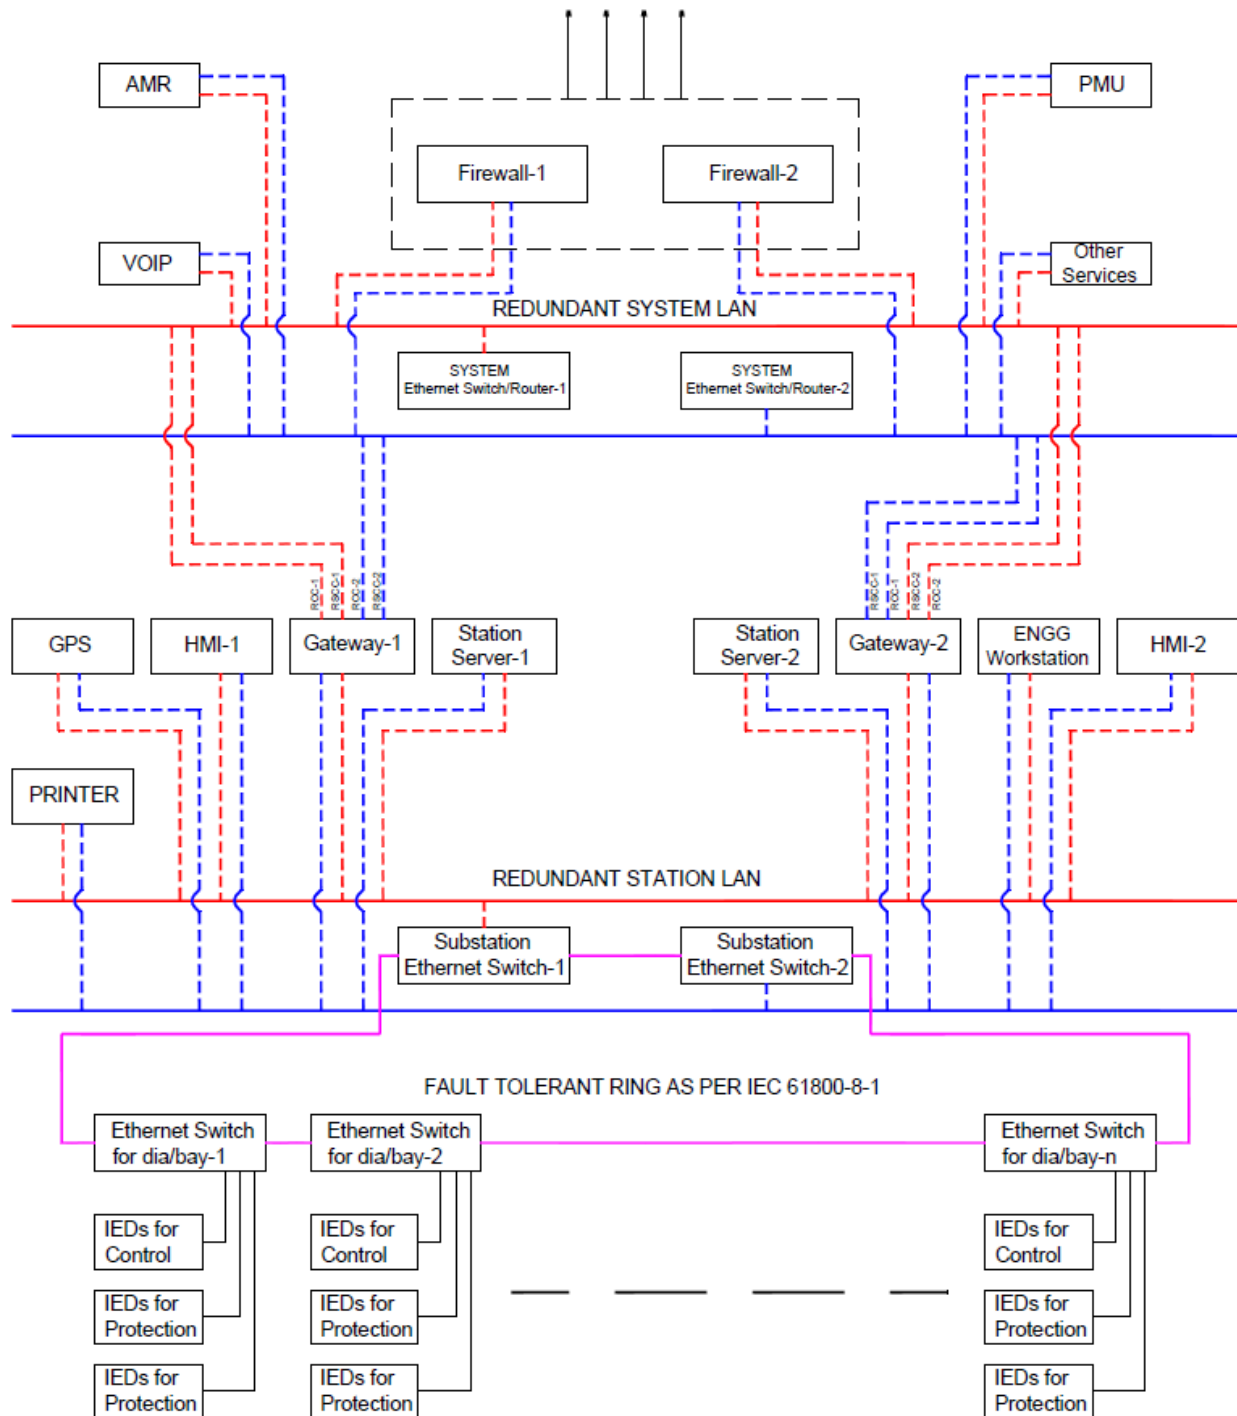 AMR
PMU
Firewall-1
Firewall-2
VOIP
Other
Services
REDUNDANT SYSTEM LAN
SYSTEM
Ethernet Switch/Router-1
SYSTEM
Ethernet Switch/Router-2
ROC-1
RSCC-1
ROC-2
RSCC-2
RSCC-1
ROC-1
RSCC-2
ROC-2
GPS
HMI-1
Gateway-1
Station
Server-1
Station
Server-2
Gateway-2
ENGG
Workstation
HMI-2
PRINTER
REDUNDANT STATION LAN
Substation
Ethernet Switch-1
Substation
Ethernet Switch-2
FAULT TOLERANT RING AS PER IEC 61800-8-1
Ethernet Switch
for dia/bay-1
Ethernet Switch
for dia/bay-2
Ethernet Switch
for dia/bay-n
IEDs for
Control
IEDs for
Control
IEDs for
Control
IEDs for
Protection
IEDs for
Protection
IEDs for
Protection
IEDs for
Protection
IEDs for
Protection
IEDs for
Protection